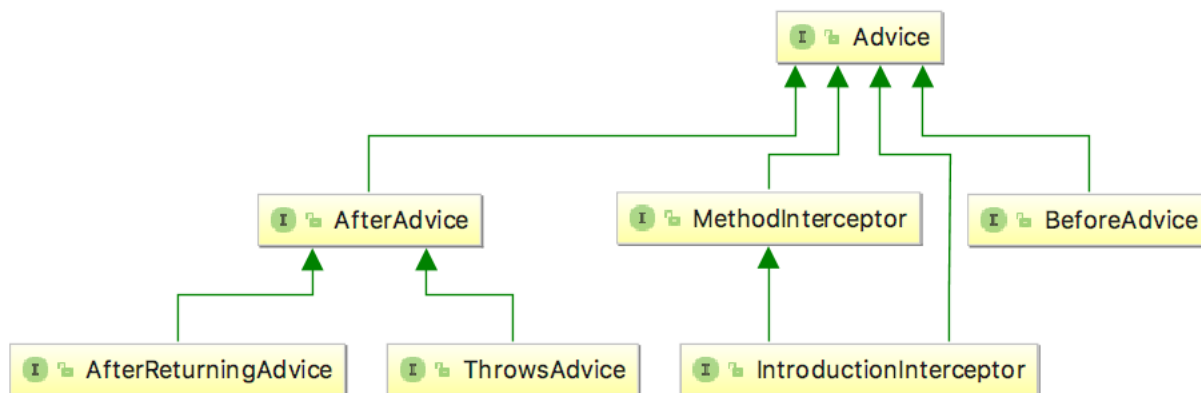 I Advice
I AfterAdvice
I MethodInterceptor
I BeforeAdvice
I AfterReturningAdvice
I ThrowsAdvice
I IntroductionInterceptor